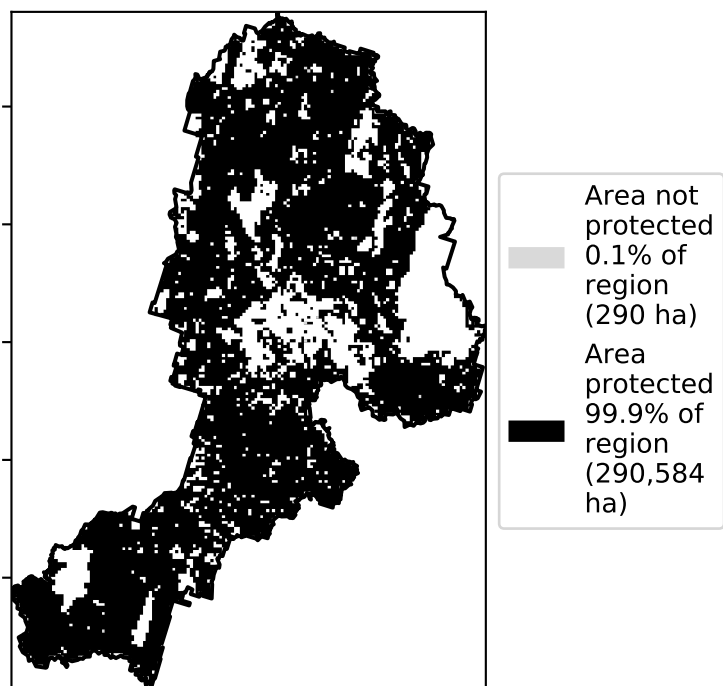 Area not
protected
0.1% of
region
(290 ha)
Area
protected
99.9% of
region
(290,584
ha)